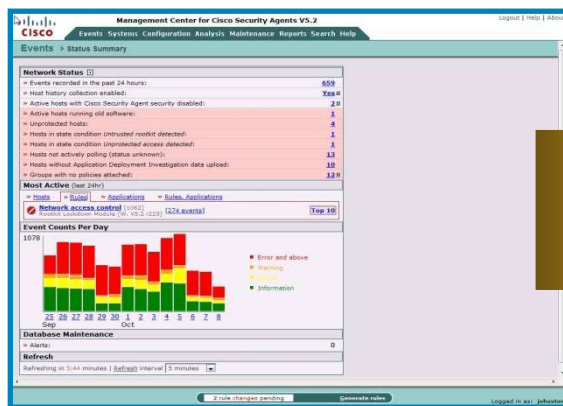 Management Center for Cisco Security Agents V5.2
Logout | Help | About
CISCO
Events Systems Configuration Analysis Maintenance Reports Search Help
Events > Status Summary
Network Status
» Events recorded in the past 24 hours: 659
» Host history collection enabled: Yes
» Active hosts with Cisco Security Agent security disabled: 2
» Active hosts running old software: 1
» Unprotected hosts: 4
» Hosts in state condition Untrusted rootkit detected: 1
» Hosts in state condition Unprotected access detected: 1
» Hosts not actively polling (status unknown): 13
» Hosts without Application Deployment Investigation data upload: 10
» Groups with no policies attached: 12
Most Active (last 24hr)
» Hosts » Rules » Applications » Rules, Applications
Network access control [1062] [274 events] Top 10
Rootkit Lockdown Module [W, V5.2 r225]
Event Counts Per Day
1078
Error and above
Warning
Information
25 26 27 28 29 30 1 2 3 4 5 6 7 8
Sep Oct
Database Maintenance
» Alerts: 0
Refresh
Refreshing in 5:44 minutes | Refresh interval 5 minutes
2 rule changes pending Generate rules
Logged in as: